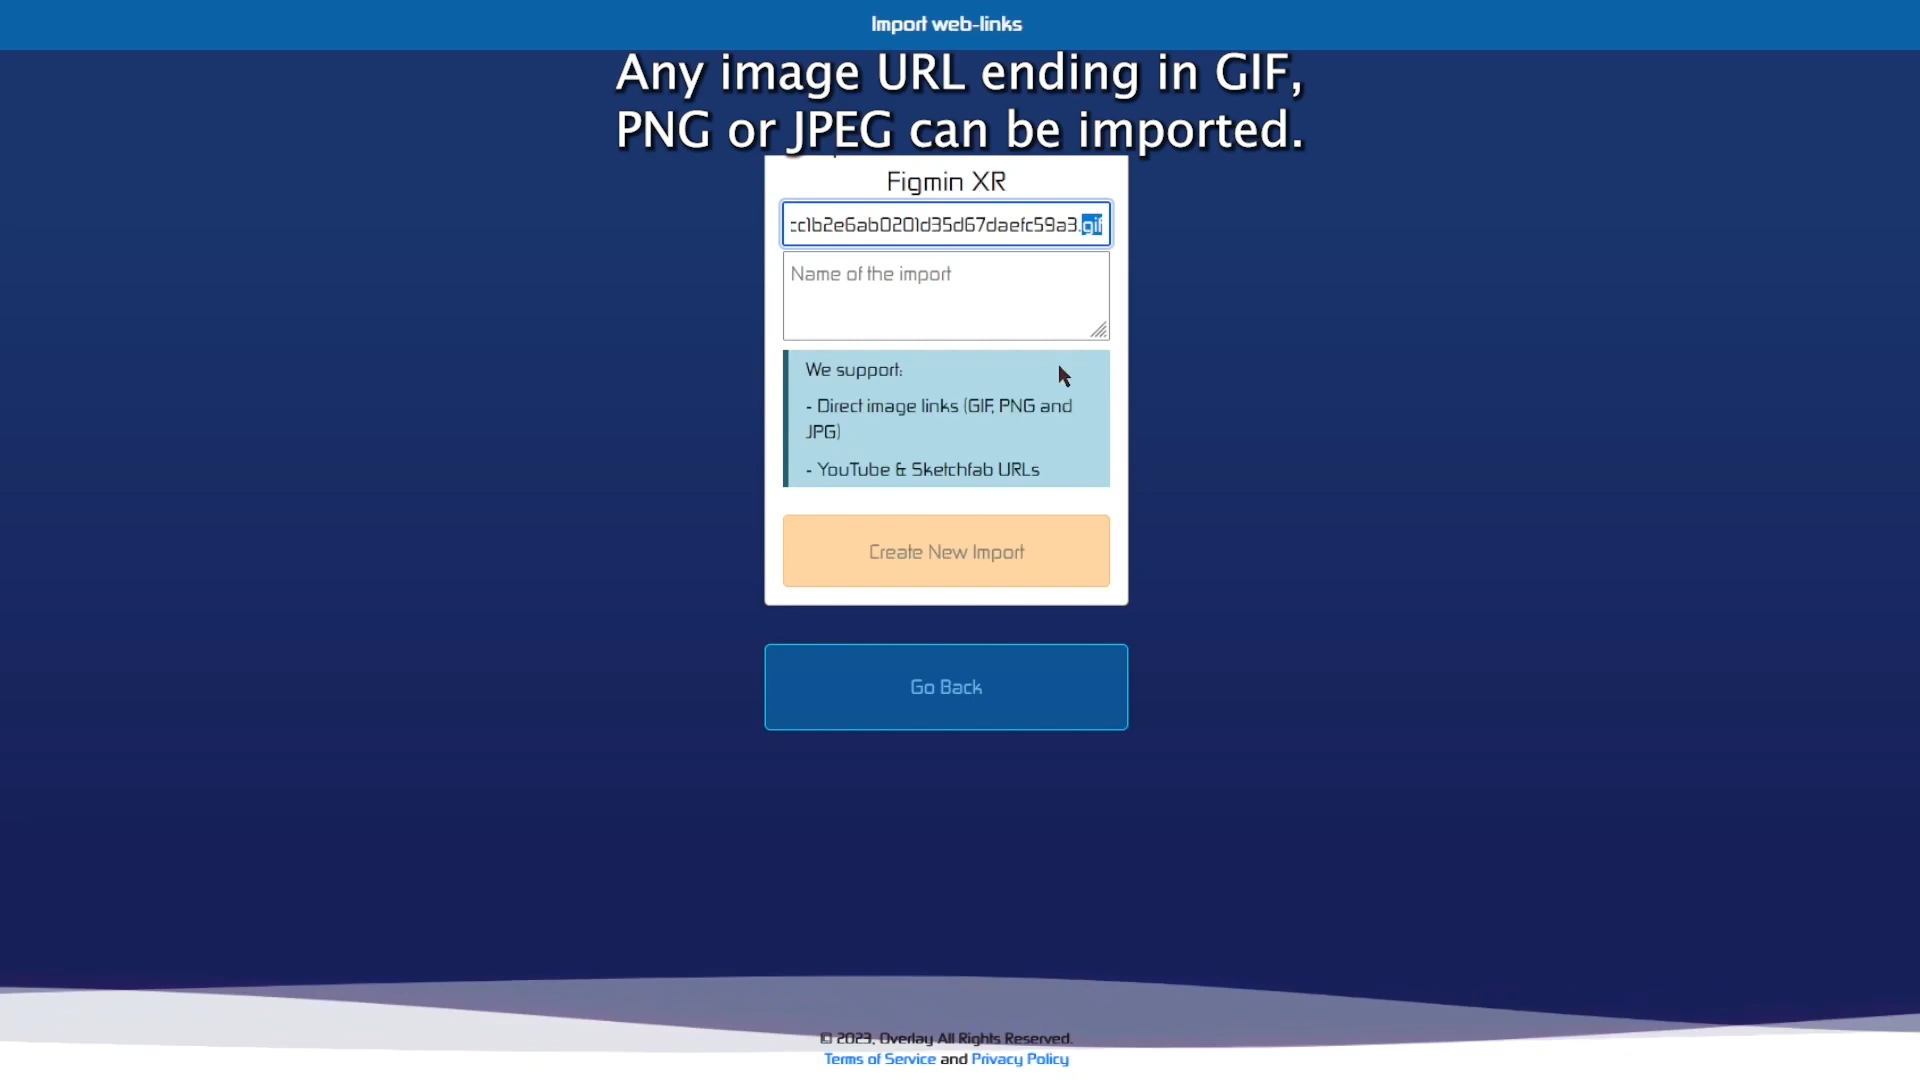 Import web-links
Any image URL ending in GIF,
PNG or JPEG can be imported.
Figmin XR
cc1b2e6ab0201d35d67daefc59a3.gif
Name of the import
We support:
- Direct image links (GIF, PNG and
JPG)
- YouTube & Sketchfab URLs
Create New Import
Go Back
© 2023, Overlay All Rights Reserved.
Terms of Service and Privacy Policy